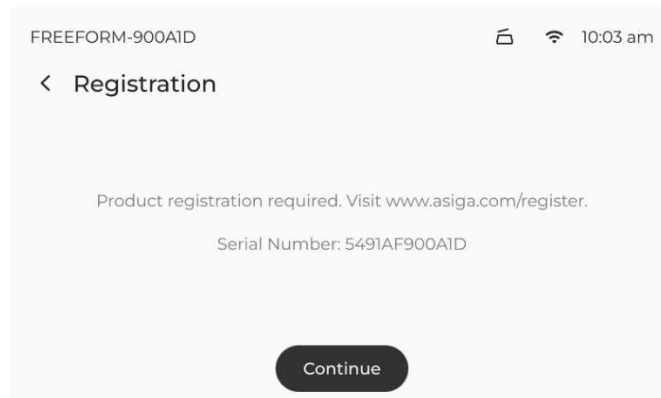 FREEFORM-900A1D 10:03 am
Registration
Product registration required. Visit www.asiga.com/register.
Serial Number: 5491AF900A1D
Continue